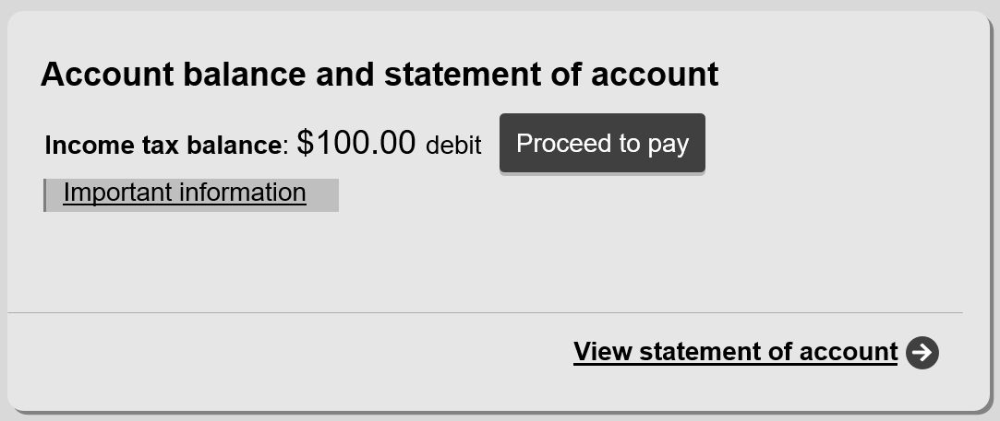 Account balance and statement of account
Income tax balance: $100.00 debit Proceed to pay
Important information
View statement of account